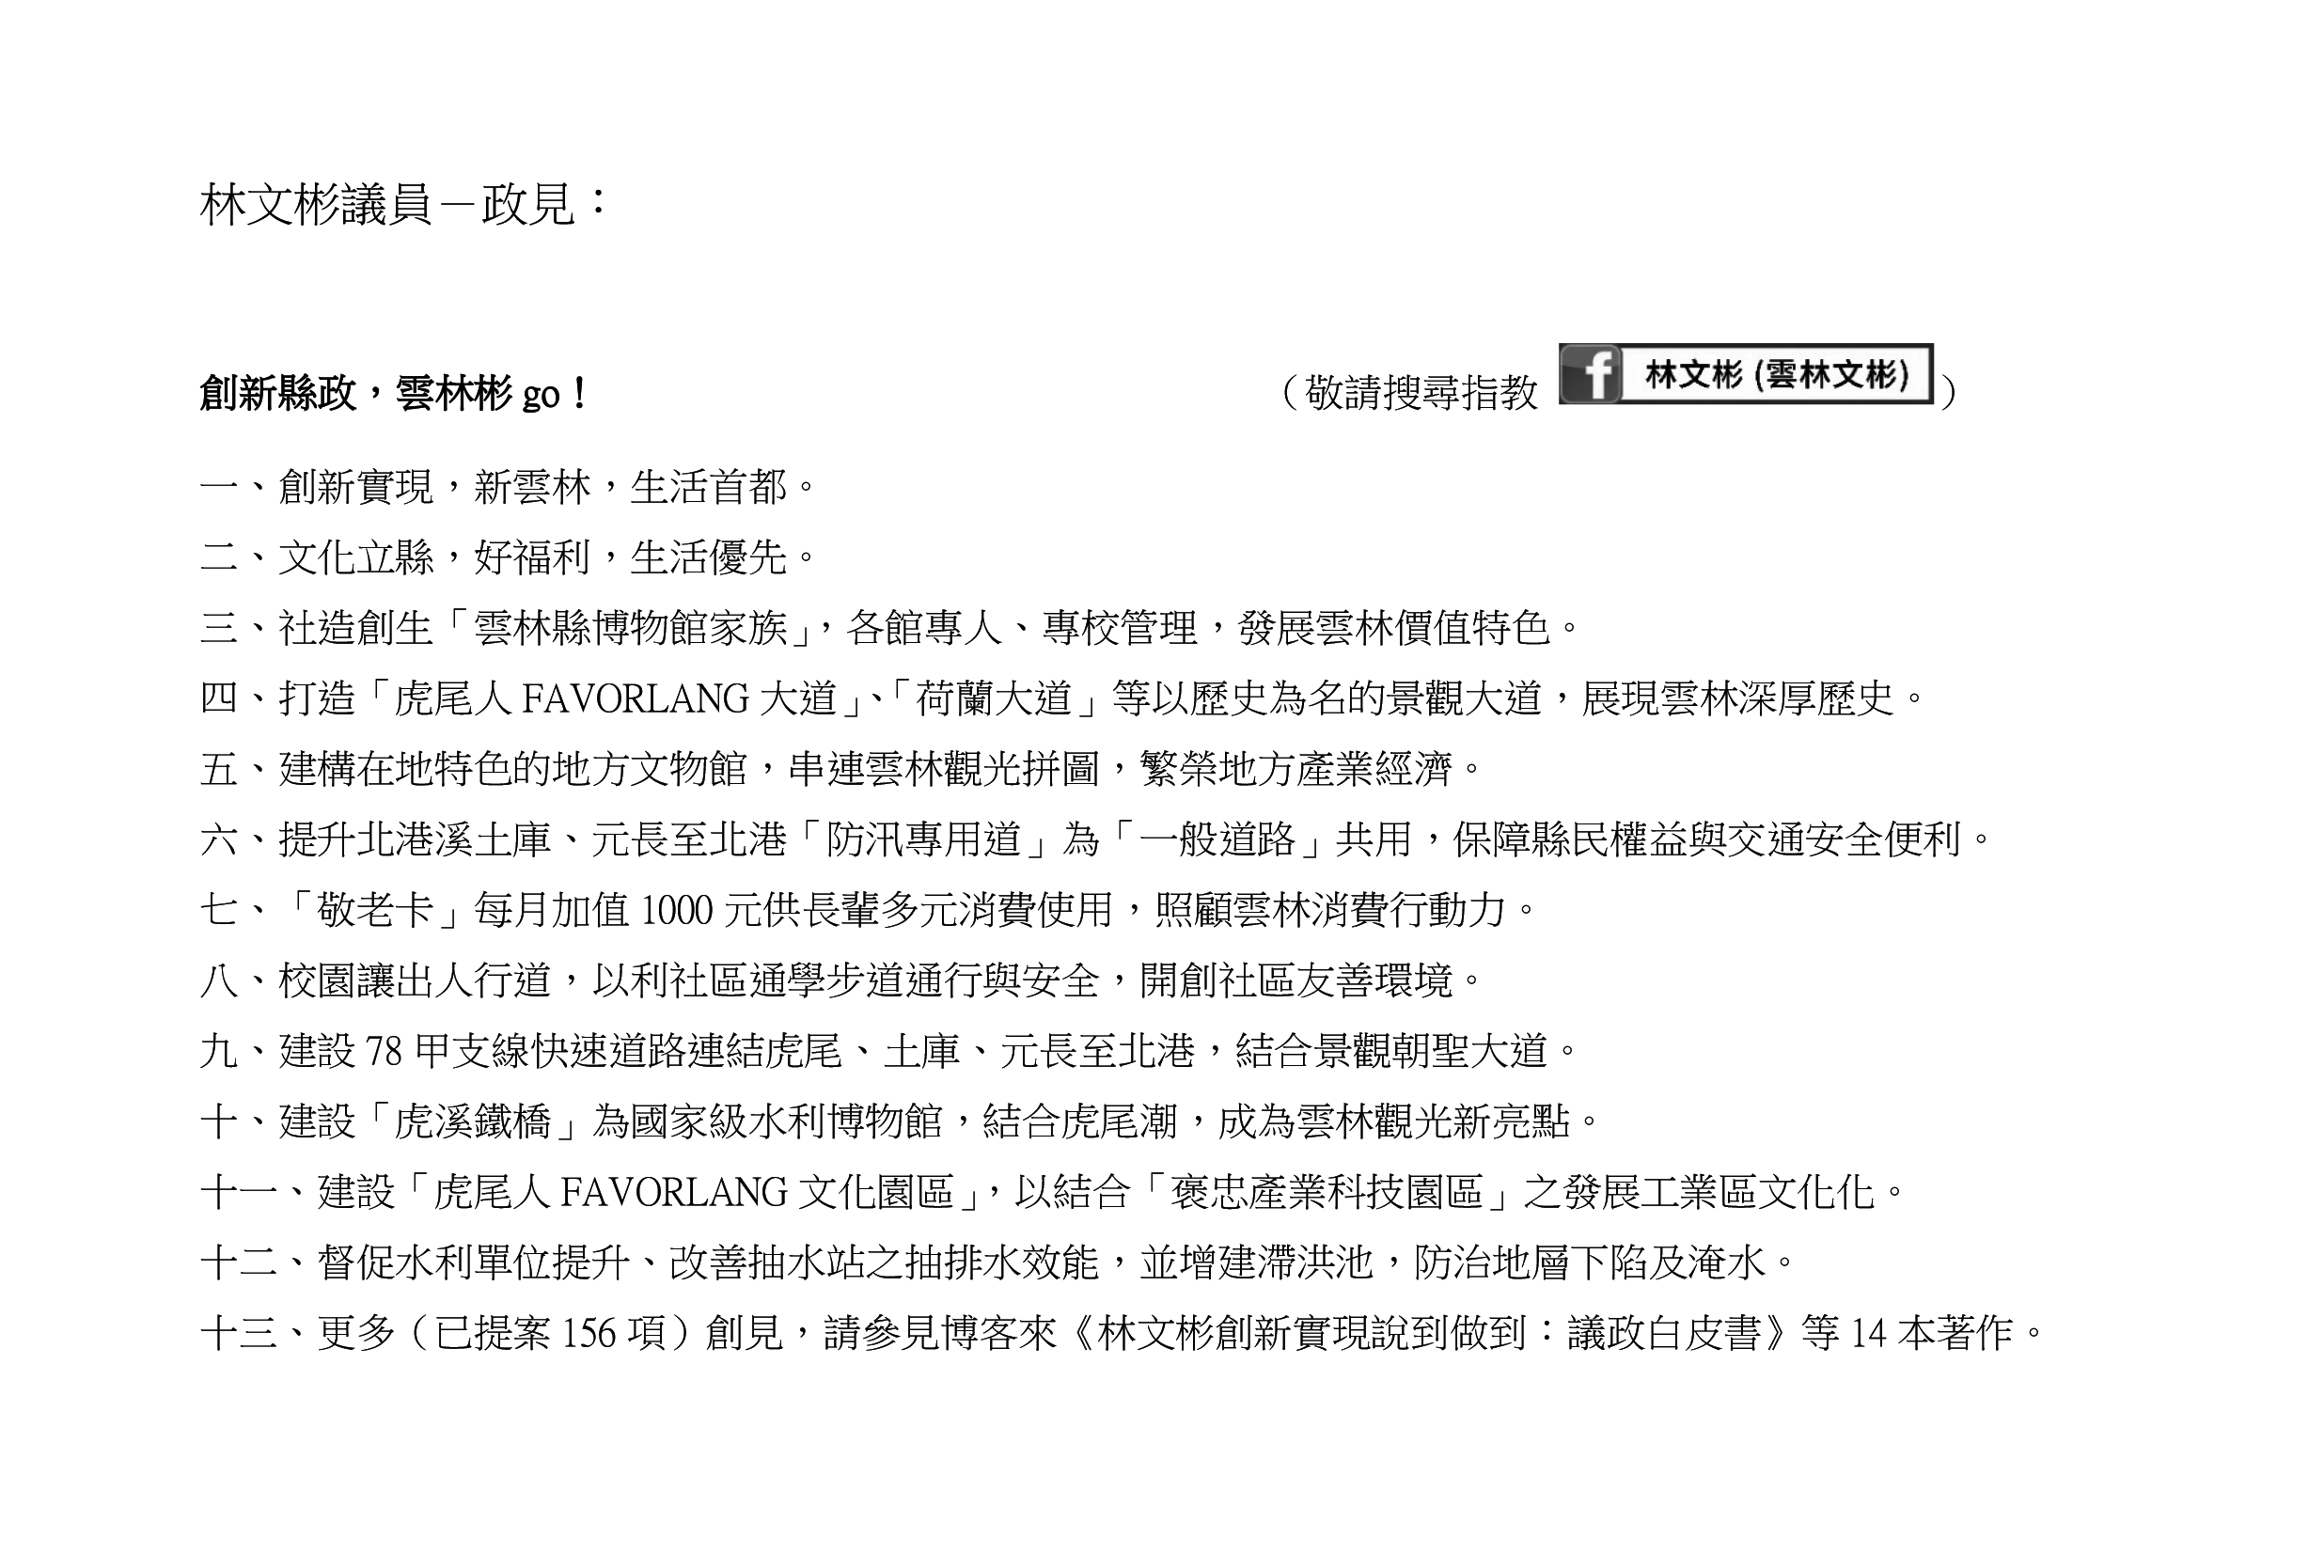 林文彬議員－政見：
創新縣政，雲林彬 go！
（敬請搜尋指教 f 林文彬 (雲林文彬)）
一、創新實現，新雲林，生活首都。
二、文化立縣，好福利，生活優先。
三、社造創生「雲林縣博物館家族」，各館專人、專校管理，發展雲林價值特色。
四、打造「虎尾人 FAVORLANG 大道」、「荷蘭大道」等以歷史為名的景觀大道，展現雲林深厚歷史。
五、建構在地特色的地方文物館，串連雲林觀光拼圖，繁榮地方產業經濟。
六、提升北港溪土庫、元長至北港「防汛專用道」為「一般道路」共用，保障縣民權益與交通安全便利。
七、「敬老卡」每月加值 1000 元供長輩多元消費使用，照顧雲林消費行動力。
八、校園讓出人行道，以利社區通學步道通行與安全，開創社區友善環境。
九、建設 78 甲支線快速道路連結虎尾、土庫、元長至北港，結合景觀朝聖大道。
十、建設「虎溪鐵橋」為國家級水利博物館，結合虎尾潮，成為雲林觀光新亮點。
十一、建設「虎尾人 FAVORLANG 文化園區」，以結合「褒忠產業科技園區」之發展工業區文化化。
十二、督促水利單位提升、改善抽水站之抽排水效能，並增建滯洪池，防治地層下陷及淹水。
十三、更多（已提案 156 項）創見，請參見博客來《林文彬創新實現說到做到：議政白皮書》等 14 本著作。